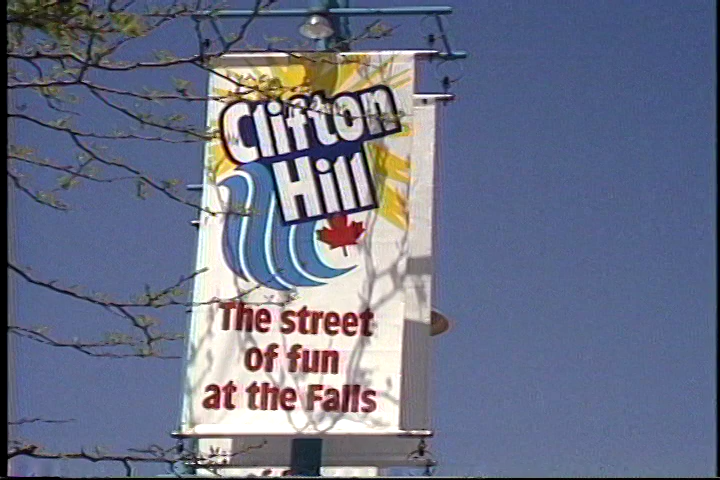 Clifton
Hill
The street
of fun
at the Falls